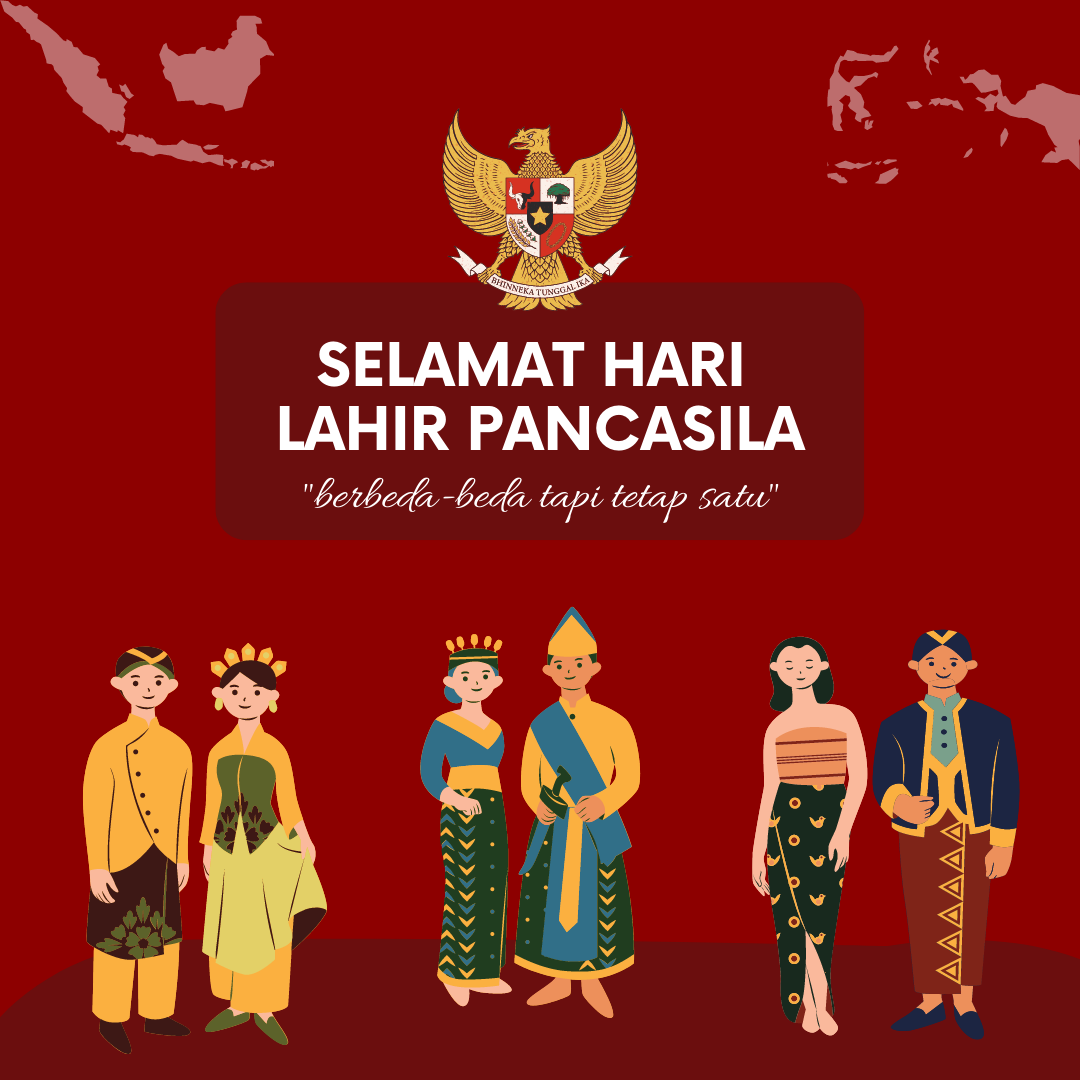 BHINNEKA TUNGGAL IKA
SELAMAT HARI
LAHIR PANCASILA
"berbeda-beda tapi tetap satu"